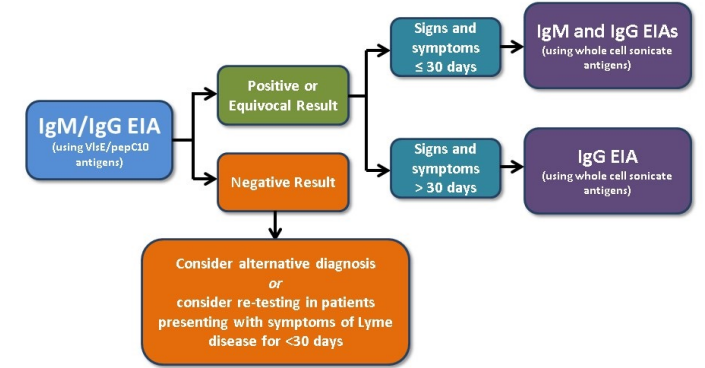 IgM/IgG EIA
(using VlsE/pepC10
antigens)
Positive or
Equivocal Result
Negative Result
Signs and
symptoms
≤ 30 days
IgM and IgG EIAs
(using whole cell sonicate
antigens)
Signs and
symptoms
> 30 days
IgG EIA
(using whole cell sonicate
antigens)
Consider alternative diagnosis
or
consider re-testing in patients
presenting with symptoms of Lyme
disease for <30 days